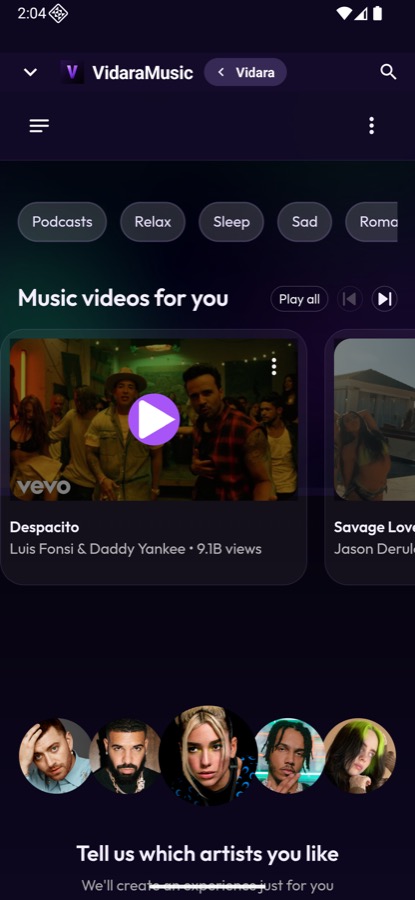 2:04
VidaraMusic
Vidara
Podcasts
Relax
Sleep
Sad
Roma
Music videos for you
Play all
vevo
Despacito
Luis Fonsi & Daddy Yankee • 9.1B views
Savage Love
Jason Derul
Tell us which artists you like
We'll create an experience just for you